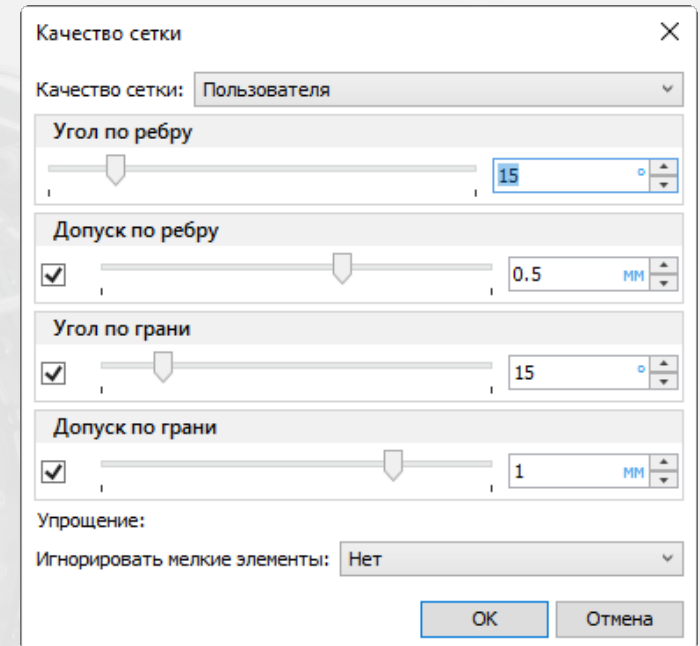 Качество сетки
Качество сетки: Пользователя
Угол по ребру
15 °
Допуск по ребру
0.5 мм
Угол по грани
15 °
Допуск по грани
1 мм
Упрощение:
Игнорировать мелкие элементы: Нет
OK Отмена